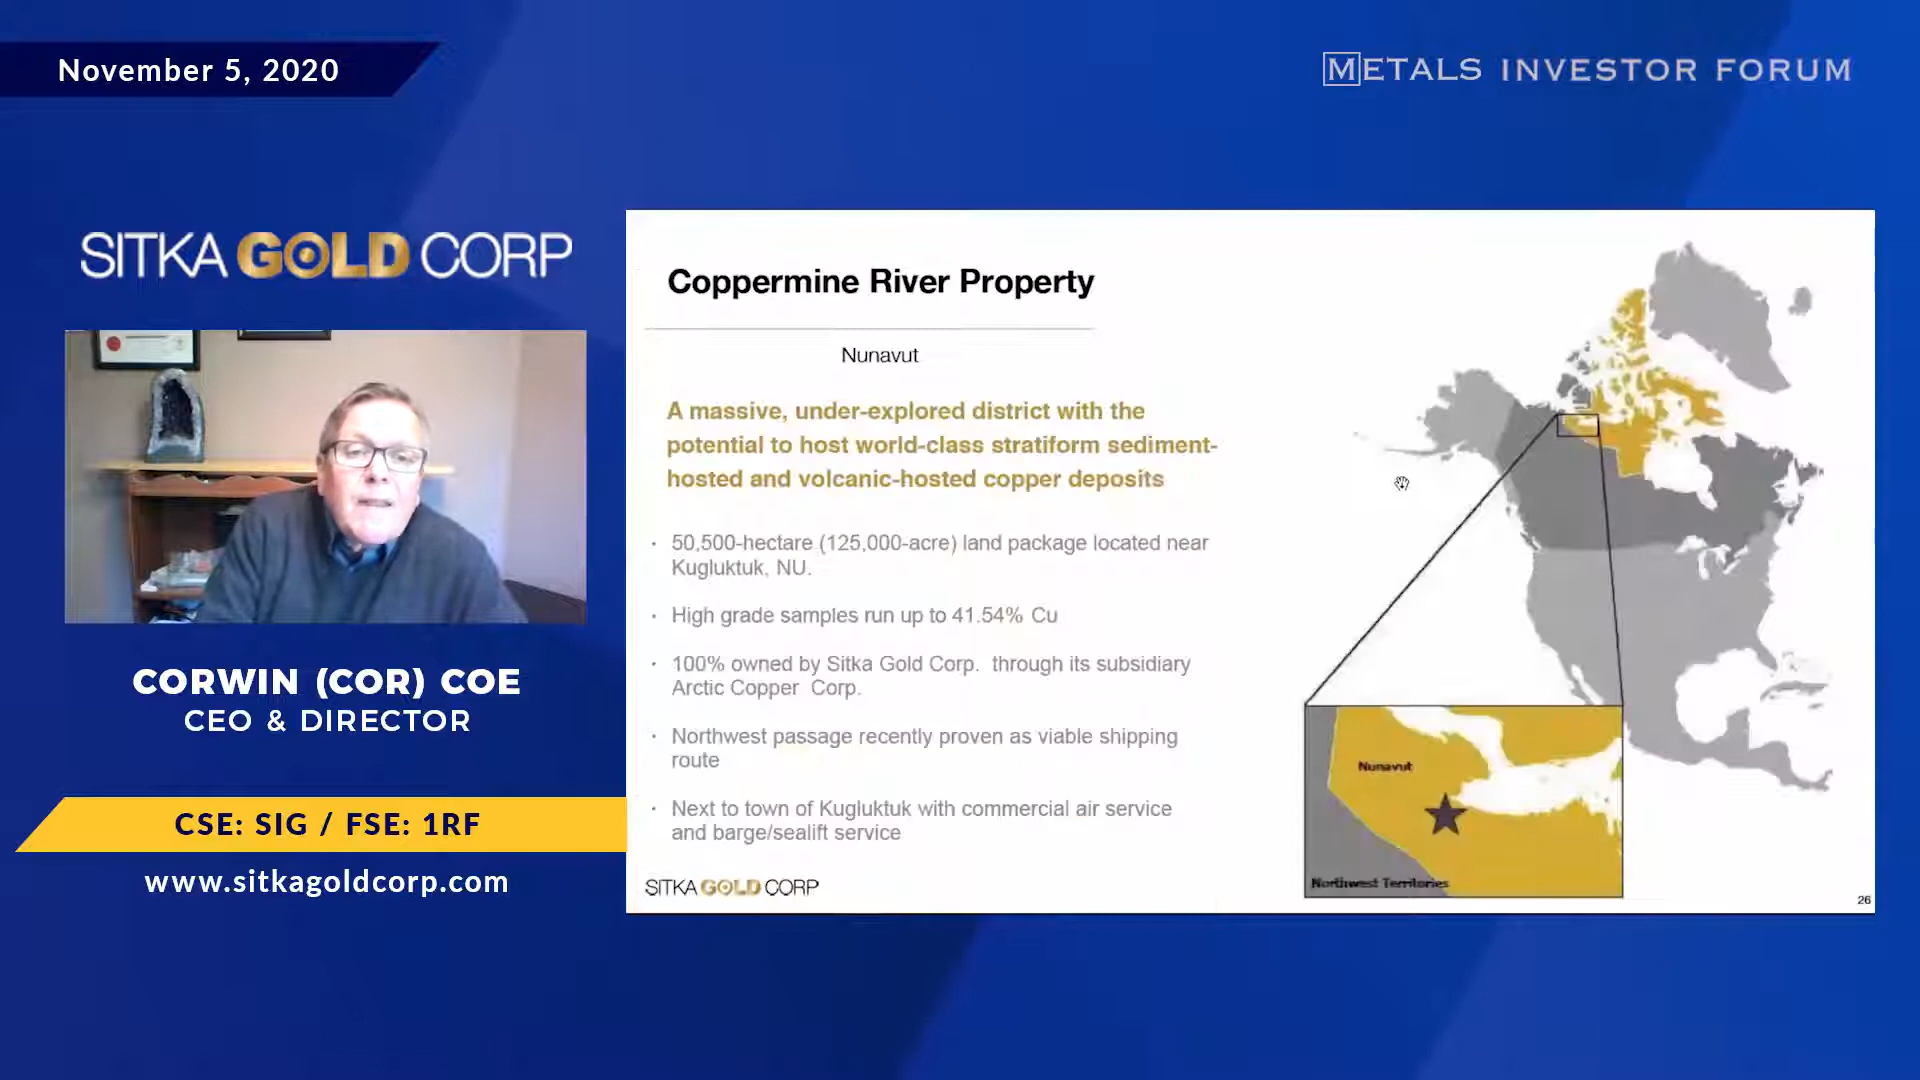 November 5, 2020
METALS INVESTOR FORUM
SITKA GOLD CORP
CORWIN (COR) COE
CEO & DIRECTOR
CSE: SIG / FSE: 1RF
www.sitkagoldcorp.com
Coppermine River Property
Nunavut
A massive, under-explored district with the
potential to host world-class stratiform sediment-
hosted and volcanic-hosted copper deposits
· 50,500-hectare (125,000-acre) land package located near
Kugluktuk, NU.
· High grade samples run up to 41.54% Cu
· 100% owned by Sitka Gold Corp. through its subsidiary
Arctic Copper Corp.
· Northwest passage recently proven as viable shipping
route
· Next to town of Kugluktuk with commercial air service
and barge/sealift service
SITKA GOLD CORP
Nunavut
Northwest Territories
26